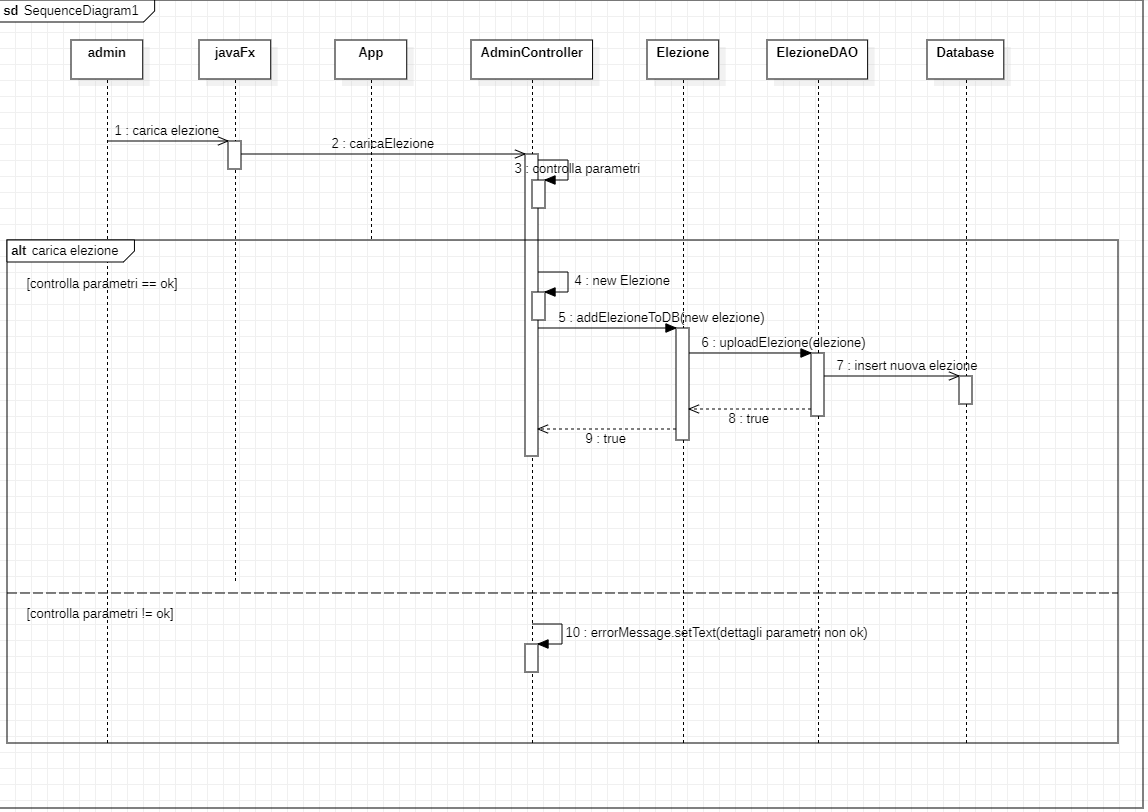 sd SequenceDiagram1
admin
javaFx
App
AdminController
Elezione
ElezioneDAO
Database
1 : carica elezione
2 : caricaElezione
3 : controlla parametri
alt carica elezione
[controlla parametri == ok]
4 : new Elezione
5 : addElezioneToDB(new elezione)
6 : uploadElezione(elezione)
7 : insert nuova elezione
8 : true
9 : true
[controlla parametri != ok]
10 : errorMessage.setText(dettagli parametri non ok)